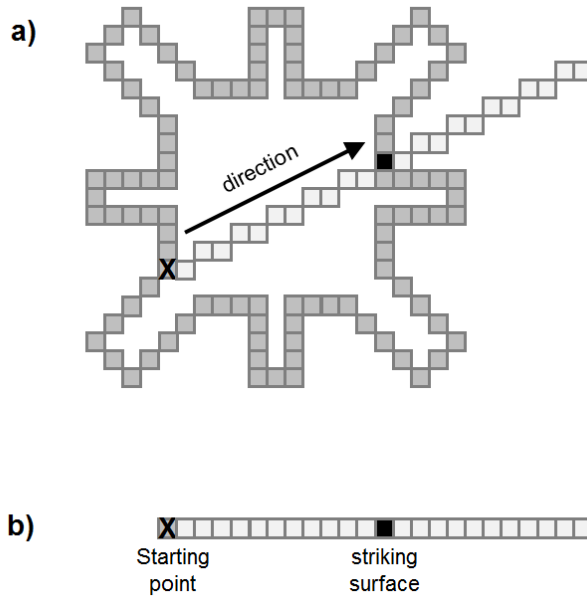 a)
direction
X
b)
X
Starting
point
striking
surface